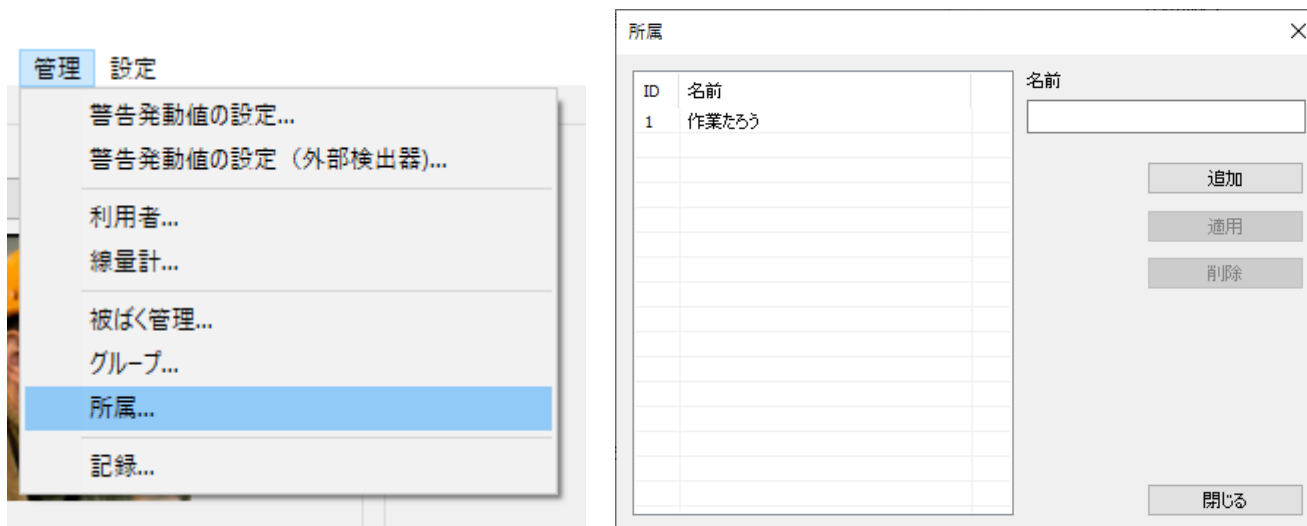 管理 設定
警告発動値の設定...
警告発動値の設定（外部検出器)...
利用者...
線量計...
被ばく管理...
グループ...
所属...
記録...
所属
ID 名前
1 作業たろう
名前
追加
適用
削除
閉じる